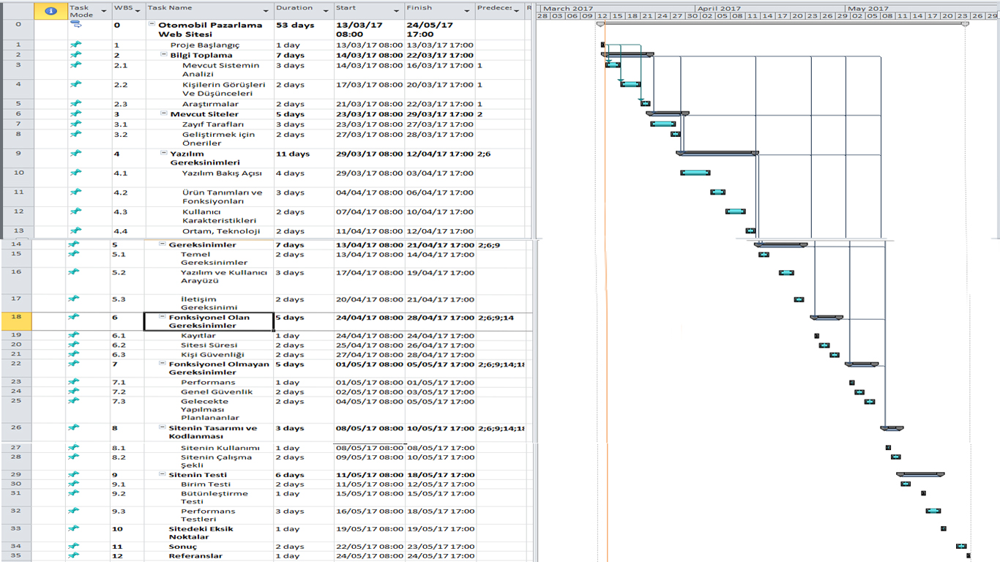 Task Mode WBS Task Name Duration Start Finish Predeces R
March 2017 April 2017 May 2017
28 03 06 09 12 15 18 21 24 27 30 02 05 08 11 14 17 20 23 26 29 02 05 08 11 14 17 20 23 26 29
0 0 Otomobil Pazarlama Web Sitesi 53 days 13/03/17 08:00 24/05/17 17:00
1 1 Proje Başlangıç 1 day 13/03/17 08:00 13/03/17 17:00
2 2 Bilgi Toplama 7 days 14/03/17 08:00 22/03/17 17:00
3 2.1 Mevcut Sistemin Analizi 3 days 14/03/17 08:00 16/03/17 17:00 1
4 2.2 Kişilerin Görüşleri Ve Düşünceleri 2 days 17/03/17 08:00 20/03/17 17:00 1
5 2.3 Araştırmalar 2 days 21/03/17 08:00 22/03/17 17:00 1
6 3 Mevcut Siteler 5 days 23/03/17 08:00 29/03/17 17:00 2
7 3.1 Zayıf Tarafları 3 days 23/03/17 08:00 27/03/17 17:00
8 3.2 Geliştirmek için Öneriler 2 days 27/03/17 08:00 28/03/17 17:00
9 4 Yazılım Gereksinimleri 11 days 29/03/17 08:00 12/04/17 17:00 2;6
10 4.1 Yazılım Bakış Açısı 4 days 29/03/17 08:00 03/04/17 17:00
11 4.2 Ürün Tanımları ve Fonksiyonları 3 days 04/04/17 08:00 06/04/17 17:00
12 4.3 Kullanıcı Karakteristikleri 2 days 07/04/17 08:00 10/04/17 17:00
13 4.4 Ortam, Teknoloji 2 days 11/04/17 08:00 12/04/17 17:00
14 5 Gereksinimler 7 days 13/04/17 08:00 21/04/17 17:00 2;6;9
15 5.1 Temel Gereksinimler 2 days 13/04/17 08:00 14/04/17 17:00
16 5.2 Yazılım ve Kullanıcı Arayüzü 3 days 17/04/17 08:00 19/04/17 17:00
17 5.3 İletişim Gereksinimi 2 days 20/04/17 08:00 21/04/17 17:00
18 6 Fonksiyonel Olan Gereksinimler 5 days 24/04/17 08:00 28/04/17 17:00 2;6;9;14
19 6.1 Kayıtlar 1 day 24/04/17 08:00 24/04/17 17:00
20 6.2 Sitesi Süresi 2 days 25/04/17 08:00 26/04/17 17:00
21 6.3 Kişi Güvenliği 2 days 27/04/17 08:00 28/04/17 17:00
22 7 Fonksiyonel Olmayan Gereksinimler 5 days 01/05/17 08:00 05/05/17 17:00 2;6;9;14;18
23 7.1 Performans 1 day 01/05/17 08:00 01/05/17 17:00
24 7.2 Genel Güvenlik 2 days 02/05/17 08:00 03/05/17 17:00
25 7.3 Gelecekte Yapılması Planlananlar 2 days 04/05/17 08:00 05/05/17 17:00
26 8 Sitenin Tasarımı ve Kodlanması 3 days 08/05/17 08:00 10/05/17 17:00 2;6;9;14;18
27 8.1 Sitenin Kullanımı 1 day 08/05/17 08:00 08/05/17 17:00
28 8.2 Sitenin Çalışma Şekli 2 days 09/05/17 08:00 10/05/17 17:00
29 9 Sitenin Testi 6 days 11/05/17 08:00 18/05/17 17:00
30 9.1 Birim Testi 2 days 11/05/17 08:00 12/05/17 17:00
31 9.2 Bütünleştirme Testi 1 day 15/05/17 08:00 15/05/17 17:00
32 9.3 Performans Testleri 3 days 16/05/17 08:00 18/05/17 17:00
33 10 Sitedeki Eksik Noktalar 1 day 19/05/17 08:00 19/05/17 17:00
34 11 Sonuç 2 days 22/05/17 08:00 23/05/17 17:00
35 12 Referanslar 1 day 24/05/17 08:00 24/05/17 17:00